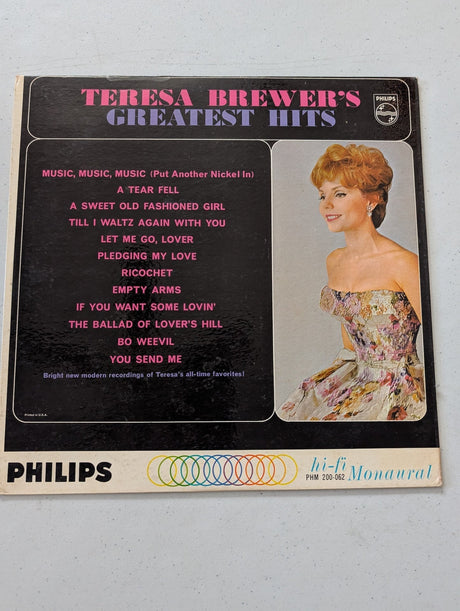 TERESA BREWER'S
GREATEST HITS
PHILIPS
MUSIC, MUSIC, MUSIC (Put Another Nickel In)
A TEAR FELL
A SWEET OLD FASHIONED GIRL
TILL I WALTZ AGAIN WITH YOU
LET ME GO, LOVER
PLEDGING MY LOVE
RICOCHET
EMPTY ARMS
IF YOU WANT SOME LOVIN'
THE BALLAD OF LOVER'S HILL
BO WEEVIL
YOU SEND ME
Bright new modern recordings of Teresa's all-time favorites!
Printed in U.S.A.
PHILIPS
hi-fi
PHM 200-062 Monaural